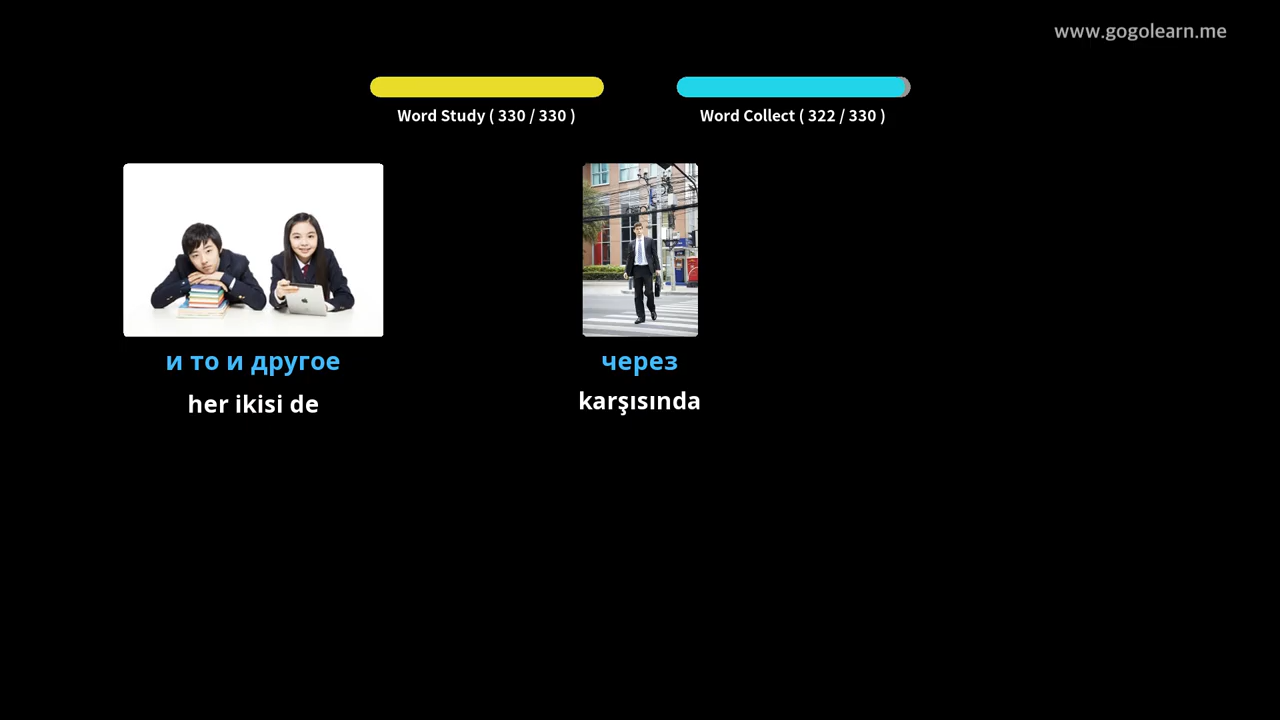 www.gogolearn.me
Word Study ( 330 / 330 )
Word Collect ( 322 / 330 )
и то и другое
her ikisi de
через
karşısında